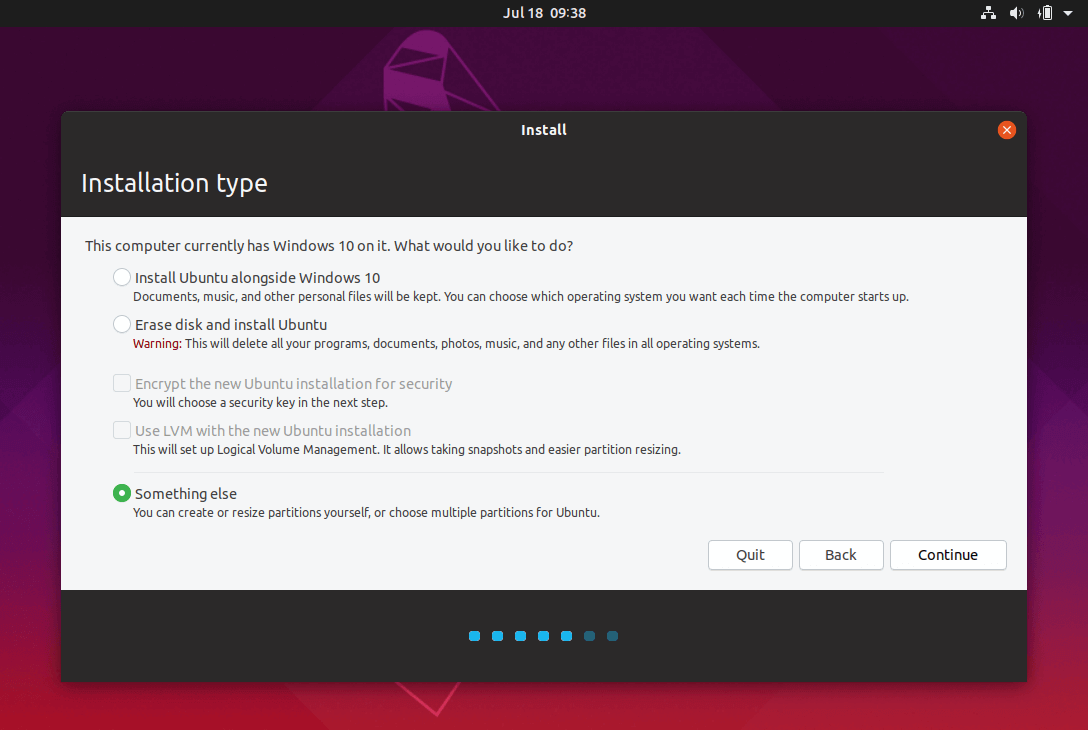 Jul 18 09:38
Install
Installation type
This computer currently has Windows 10 on it. What would you like to do?
Install Ubuntu alongside Windows 10
Documents, music, and other personal files will be kept. You can choose which operating system you want each time the computer starts up.
Erase disk and install Ubuntu
Warning: This will delete all your programs, documents, photos, music, and any other files in all operating systems.
Encrypt the new Ubuntu installation for security
You will choose a security key in the next step.
Use LVM with the new Ubuntu installation
This will set up Logical Volume Management. It allows taking snapshots and easier partition resizing.
Something else
You can create or resize partitions yourself, or choose multiple partitions for Ubuntu.
Quit Back Continue